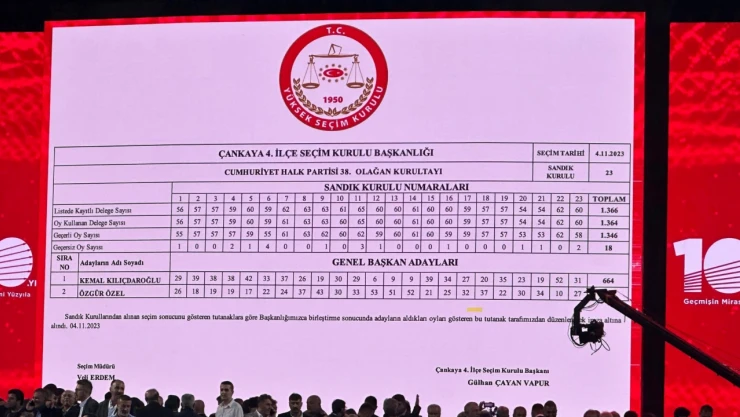 T.C.
YÜKSEK SEÇİM KURULU
1950
ÇANKAYA 4. İLÇE SEÇİM KURULU BAŞKANLIĞI SEÇİM TARİHİ 4.11.2023
CUMHURİYET HALK PARTİSİ 38. OLAĞAN KURULTAYI SANDIK KURULU 23
SANDIK KURULU NUMARALARI
1 2 3 4 5 6 7 8 9 10 11 12 13 14 15 16 17 18 19 20 21 22 23 TOPLAM
Listede Kayıtlı Delege Sayısı 56 57 57 59 60 59 62 63 63 60 61 65 60 60 61 60 59 57 57 54 54 62 60 1.366
Oy Kullanan Delege Sayısı 56 57 57 59 60 59 61 63 63 60 65 60 60 61 60 59 57 57 54 54 62 60 1.364
Geçerli Oy Sayısı 55 57 57 57 59 55 61 63 62 60 61 62 60 60 60 60 59 57 57 53 53 62 58 1.346
Geçersiz Oy Sayısı 1 0 0 2 1 4 0 1 0 1 3 1 0 1 0 0 0 0 1 1 0 2 18
SIRA NO Adayların Adı Soyadı GENEL BAŞKAN ADAYLARI
1 KEMAL KILIÇDAROĞLU 29 39 38 38 42 33 37 26 19 30 29 6 9 9 39 34 27 20 35 23 19 52 31 664
2 ÖZGÜR ÖZEL 26 18 19 19 17 22 24 37 43 30 33 53 51 52 21 25 32 37 22 30 34 10 27
Sandık Kurullarından alınan seçim sonucunu gösteren tutanaklara göre Başkanlığımızca birleştirme sonucunda adayların aldıkları oyları gösteren bu tutanak tarafımızdan imza altına
alındı. 04.11.2023
Seçim Müdürü
Veli ERDEM
Çankaya 4. İlçe Seçim Kurulu Başkanı
Gülhan ÇAYAN VAPUR
10
Geçmişin Miras
ni Yüzyıla